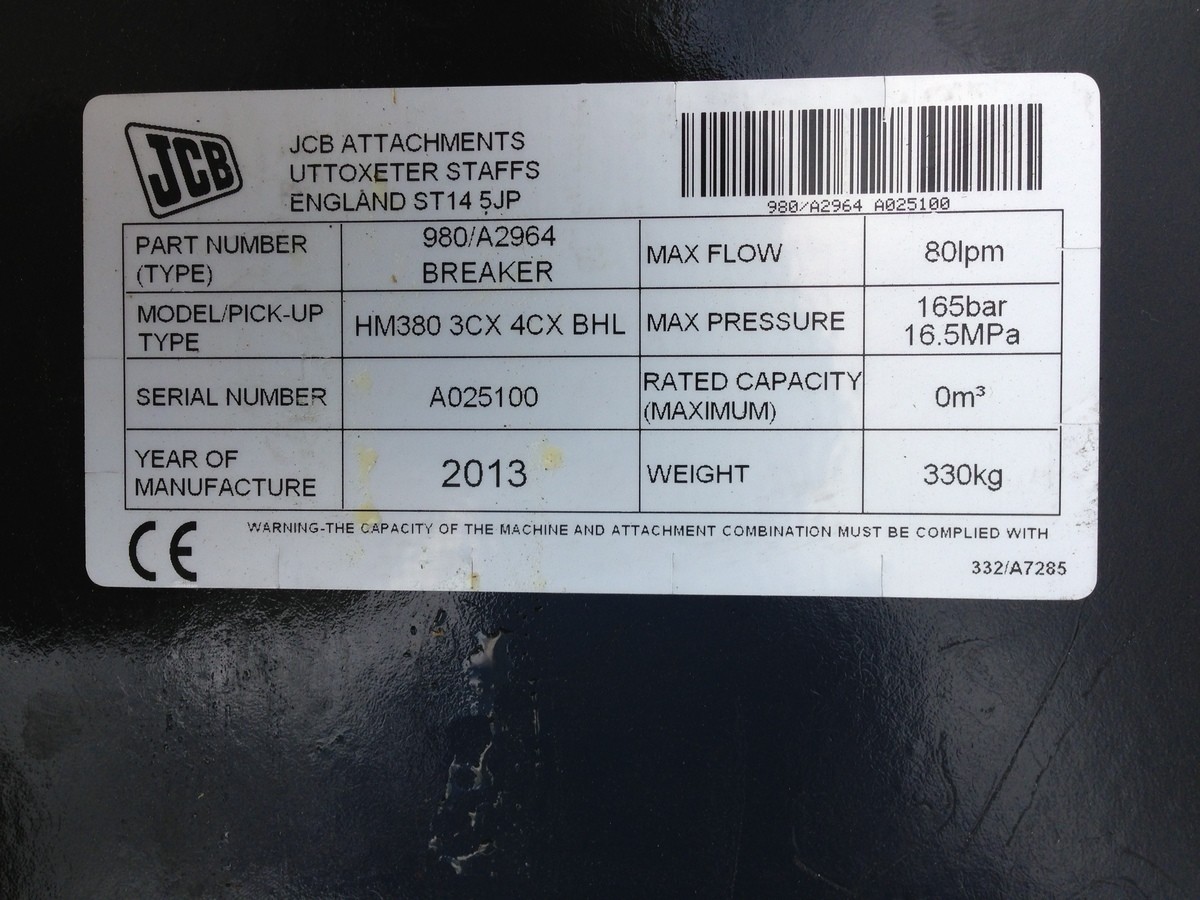 JCB
JCB ATTACHMENTS
UTTOXETER STAFFS
ENGLAND ST14 5JP
980/A2964 A025100
PART NUMBER
(TYPE)
980/A2964
BREAKER
MAX FLOW
80lpm
MODEL/PICK-UP
TYPE
HM380 3CX 4CX BHL
MAX PRESSURE
165bar
16.5MPa
SERIAL NUMBER
A025100
RATED CAPACITY
(MAXIMUM)
0m³
YEAR OF
MANUFACTURE
2013
WEIGHT
330kg
CE
WARNING-THE CAPACITY OF THE MACHINE AND ATTACHMENT COMBINATION MUST BE COMPLIED WITH
332/A7285